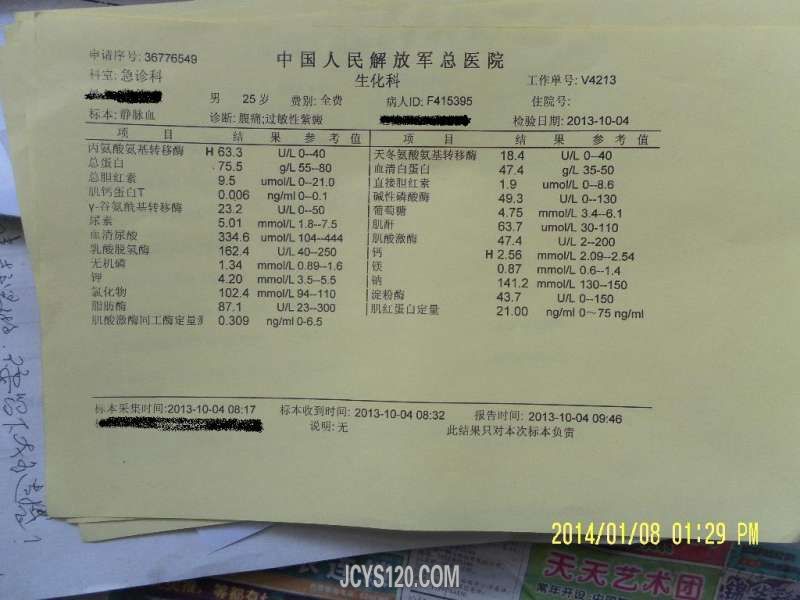 申请序号: 36776549
中国人民解放军总医院
科室: 急诊科
生化科
工作单号: V4213
男 25岁 费别: 全费 病人ID: F415395 住院号:
标本: 静脉血 诊断: 腹痛;过敏性紫癜 检验日期: 2013-10-04
项 目 结 果 参 考 值 项 目 结 果 参 考 值
丙氨酸氨基转移酶 H 63.3 U/L 0--40 天冬氨酸氨基转移酶 18.4 U/L 0--40
总蛋白 75.5 g/L 55--80 血清白蛋白 47.4 g/L 35-50
总胆红素 9.5 umol/L 0--21.0 直接胆红素 1.9 umol/L 0--8.6
肌钙蛋白T 0.006 ng/ml 0--0.1 碱性磷酸酶 49.3 U/L 0--130
γ-谷氨酰基转移酶 23.2 U/L 0--50 葡萄糖 4.75 mmol/L 3.4--6.1
尿素 5.01 mmol/L 1.8--7.5 肌酐 63.7 umol/L 30-110
血清尿酸 334.6 umol/L 104--444 肌酸激酶 47.4 U/L 2--200
乳酸脱氢酶 162.4 U/L 40--250 钙 H 2.56 mmol/L 2.09--2.54
无机磷 1.34 mmol/L 0.89--1.6 镁 0.87 mmol/L 0.6--1.4
钾 4.20 mmol/L 3.5--5.5 钠 141.2 mmol/L 130--150
氯化物 102.4 mmol/L 94--110 淀粉酶 43.7 U/L 0--150
脂肪酶 87.1 U/L 23--300 肌红蛋白定量 21.00 ng/ml 0~75 ng/ml
肌酸激酶同工酶定量测 0.309 ng/ml 0-6.5
标本采集时间: 2013-10-04 08:17 标本收到时间: 2013-10-04 08:32 报告时间: 2013-10-04 09:46
说明: 无 此结果只对本次标本负责
2014/01/08 01:29 PM
天天艺术团
常年开设
JCYS120.COM